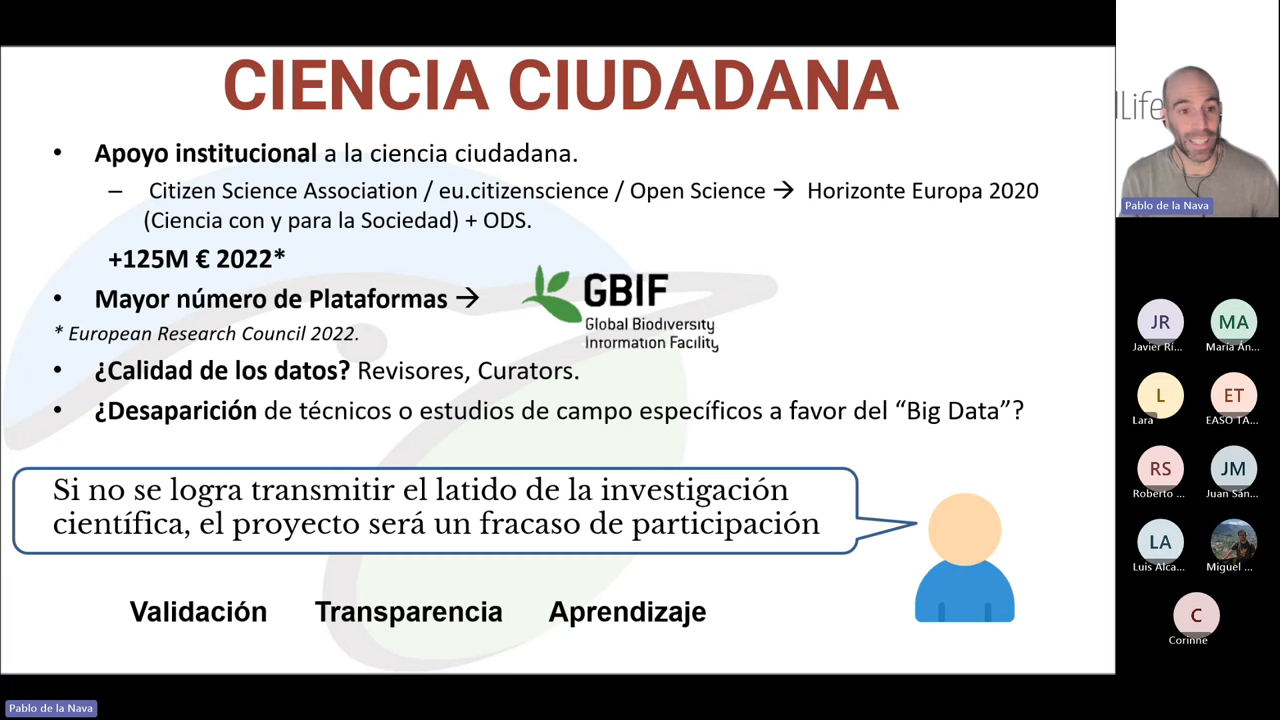 CIENCIA CIUDADANA
• Apoyo institucional a la ciencia ciudadana.
– Citizen Science Association / eu.citizenscience / Open Science → Horizonte Europa 2020
(Ciencia con y para la Sociedad) + ODS.
+125M € 2022*
• Mayor número de Plataformas →
GBIF
Global Biodiversity
Information Facility
* European Research Council 2022.
• ¿Calidad de los datos? Revisores, Curators.
• ¿Desaparición de técnicos o estudios de campo específicos a favor del “Big Data”?
Si no se logra transmitir el latido de la investigación
científica, el proyecto será un fracaso de participación
Validación Transparencia Aprendizaje
Pablo de la Nava
lLife
Pablo de la Nava
JR
Javier Rí...
MA
María Án...
L
Lara
ET
EASO TA...
RS
Roberto ...
JM
Juan Sán...
LA
Luis Alca...
Miguel ...
C
Corinne